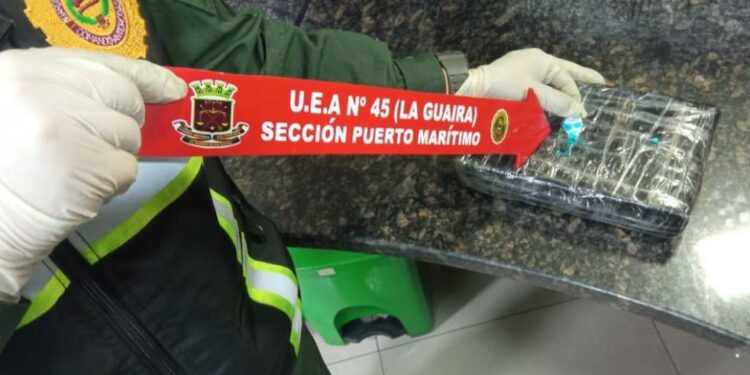 U.E.A Nº 45 (LA GUAIRA)
SECCIÓN PUERTO MARÍTIMO